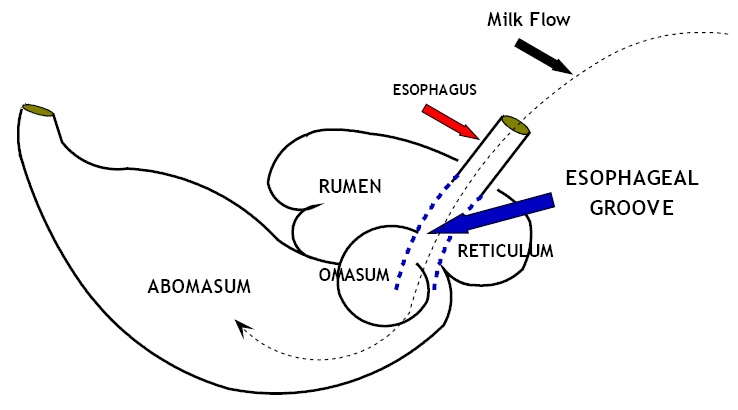 Milk Flow
ESOPHAGUS
ESOPHAGEAL
GROOVE
RUMEN
RETICULUM
OMASUM
ABOMASUM